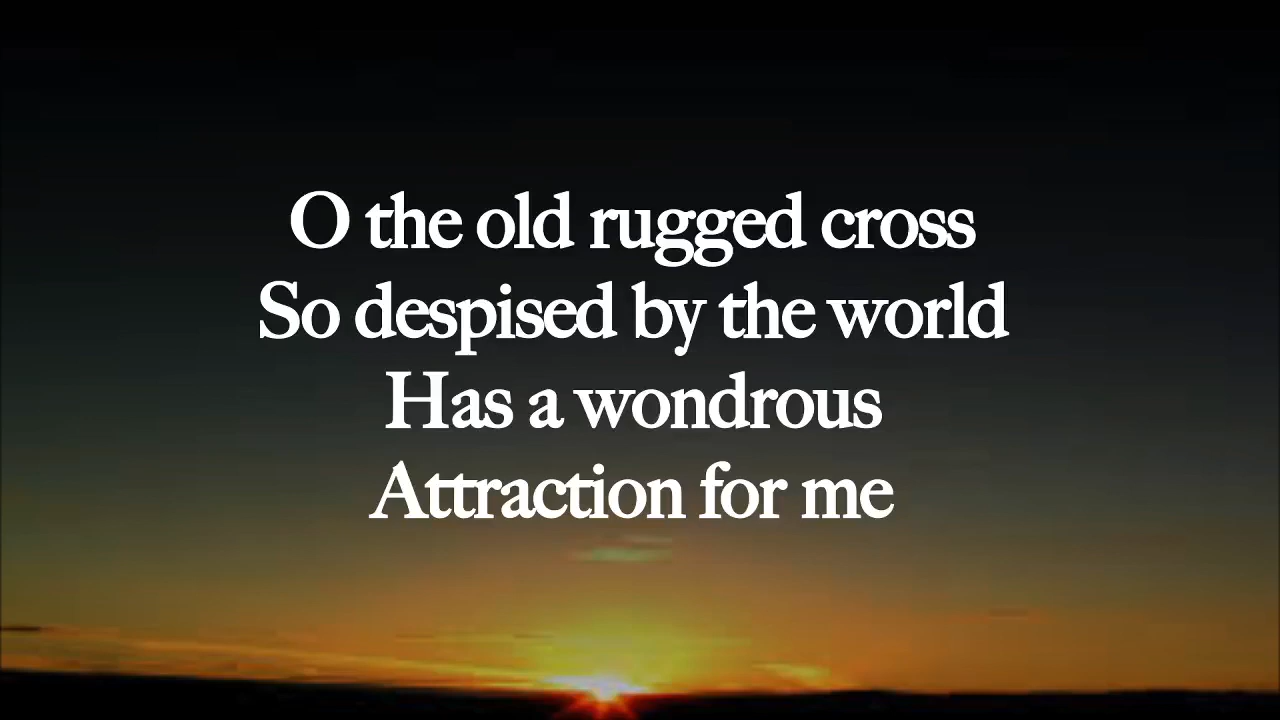 O the old rugged cross
So despised by the world
Has a wondrous
Attraction for me